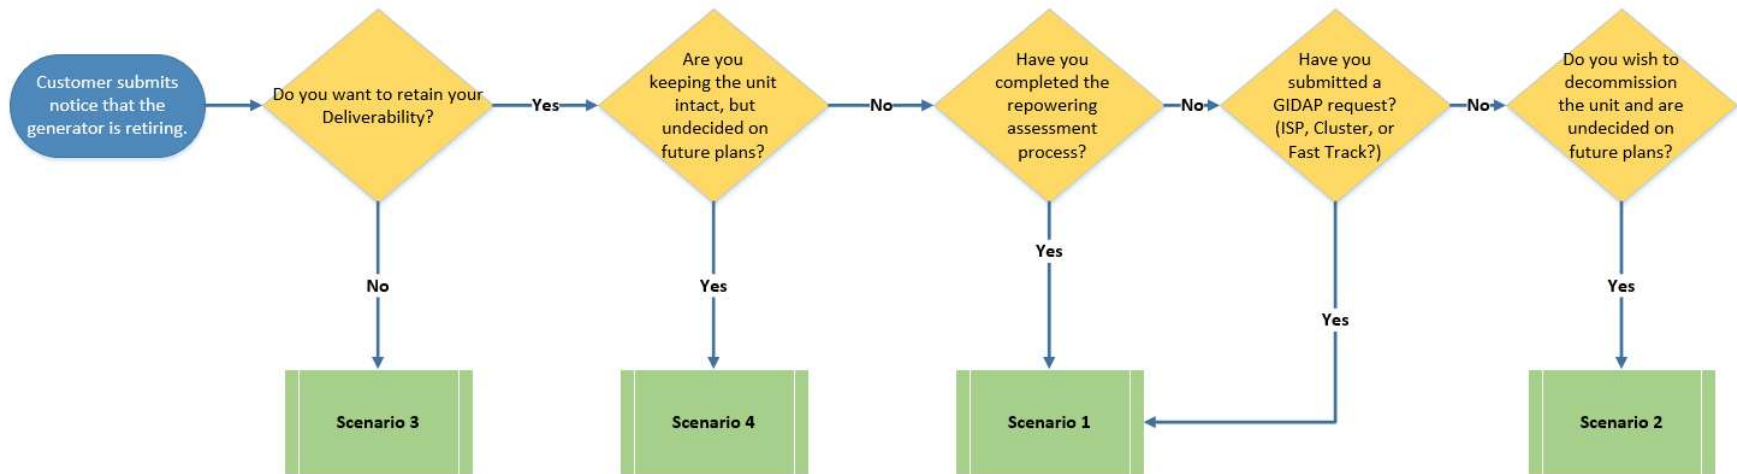 Customer submits
notice that the
generator is retiring.
Do you want to retain your
Deliverability?
Yes
Are you
keeping the unit
intact, but
undecided on
future plans?
No
Have you
completed the
repowering
assessment
process?
No
Have you
submitted a
GIDAP request?
(ISP, Cluster, or
Fast Track?)
No
Do you wish to
decommission
the unit and are
undecided on
future plans?
No
Yes
Yes
Yes
Yes
Scenario 3
Scenario 4
Scenario 1
Scenario 2